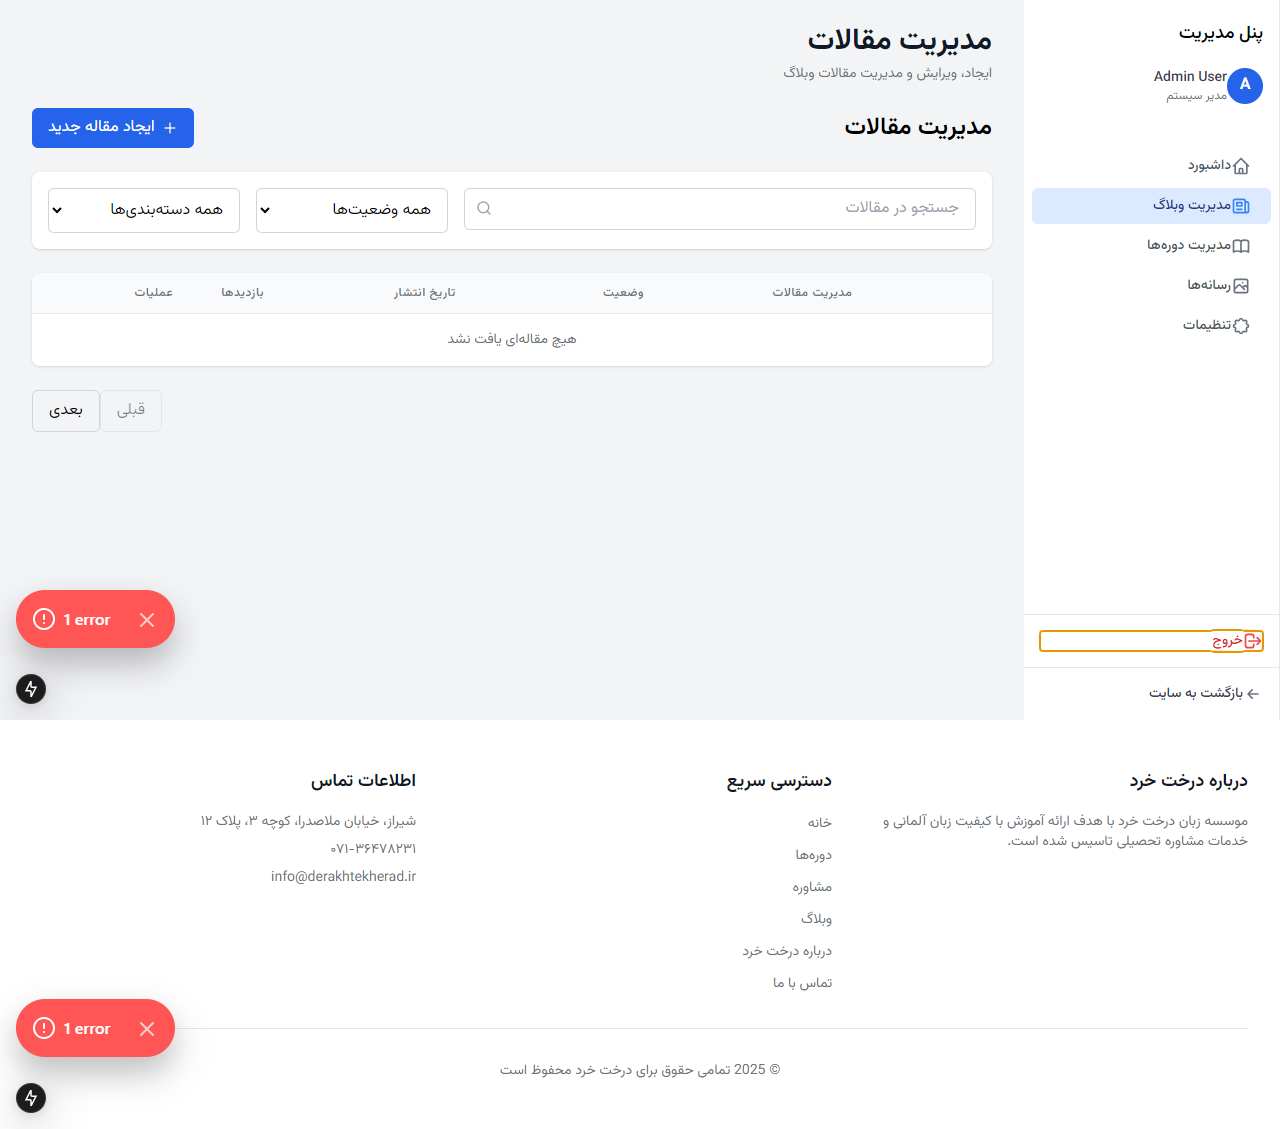 پنل مدیریت
Admin User
مدیر سیستم
A
داشبورد
مدیریت وبلاگ
مدیریت دوره‌ها
رسانه‌ها
تنظیمات
خروج
بازگشت به سایت
مدیریت مقالات
ایجاد، ویرایش و مدیریت مقالات وبلاگ
مدیریت مقالات
ایجاد مقاله جدید
جستجو در مقالات
همه وضعیت‌ها
همه دسته‌بندی‌ها
مدیریت مقالات
وضعیت
تاریخ انتشار
بازدیدها
عملیات
هیچ مقاله‌ای یافت نشد
قبلی
بعدی
1 error
درباره درخت خرد
موسسه زبان درخت خرد با هدف ارائه آموزش با کیفیت زبان آلمانی و
خدمات مشاوره تحصیلی تاسیس شده است.
دسترسی سریع
خانه
دوره‌ها
مشاوره
وبلاگ
درباره درخت خرد
تماس با ما
اطلاعات تماس
شیراز، خیابان ملاصدرا، کوچه ۳، پلاک ۱۲
۰۷۱-۳۶۴۷۸۲۳۱
info@derakhtekherad.ir
1 error
© 2025 تمامی حقوق برای درخت خرد محفوظ است